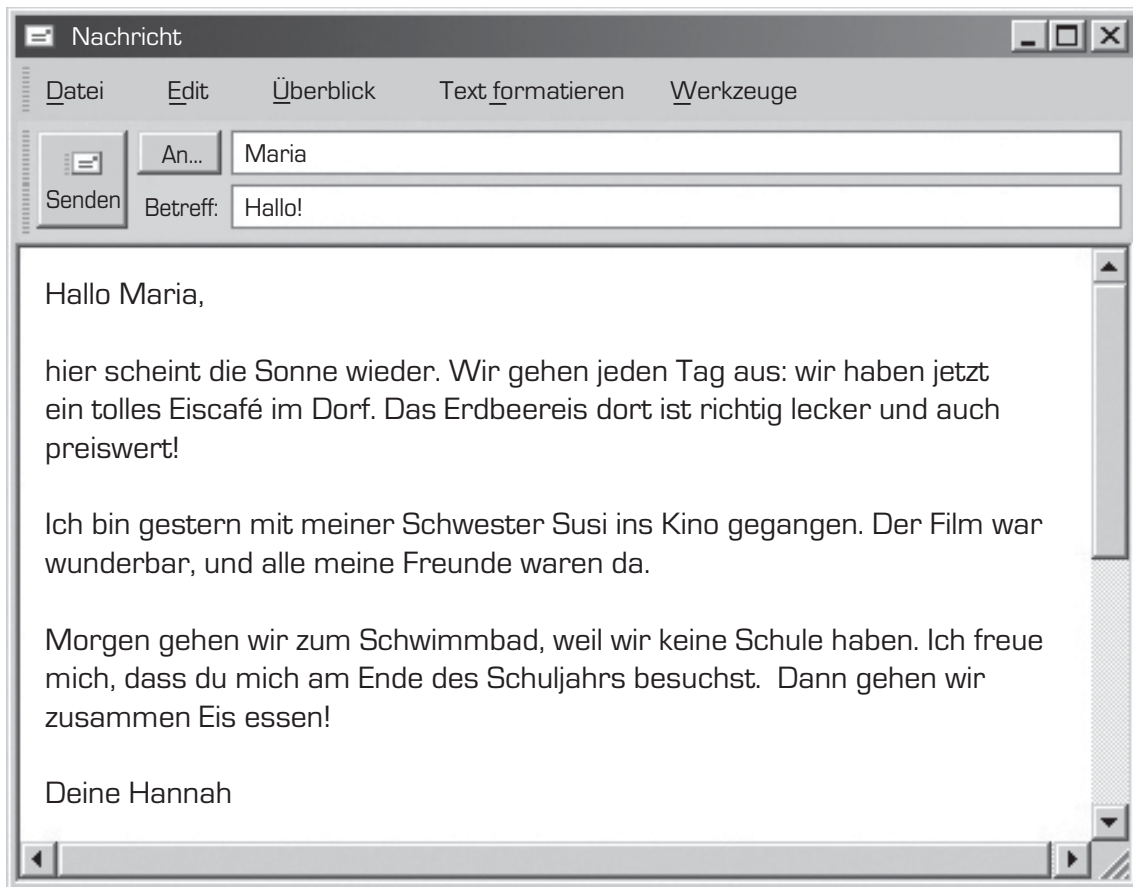 Nachricht
Datei Edit Überblick Text formatieren Werkzeuge
An... Maria
Senden
Betreff: Hallo!
Hallo Maria,
hier scheint die Sonne wieder. Wir gehen jeden Tag aus: wir haben jetzt
ein tolles Eiscafé im Dorf. Das Erdbeereis dort ist richtig lecker und auch
preiswert!
Ich bin gestern mit meiner Schwester Susi ins Kino gegangen. Der Film war
wunderbar, und alle meine Freunde waren da.
Morgen gehen wir zum Schwimmbad, weil wir keine Schule haben. Ich freue
mich, dass du mich am Ende des Schuljahrs besuchst. Dann gehen wir
zusammen Eis essen!
Deine Hannah